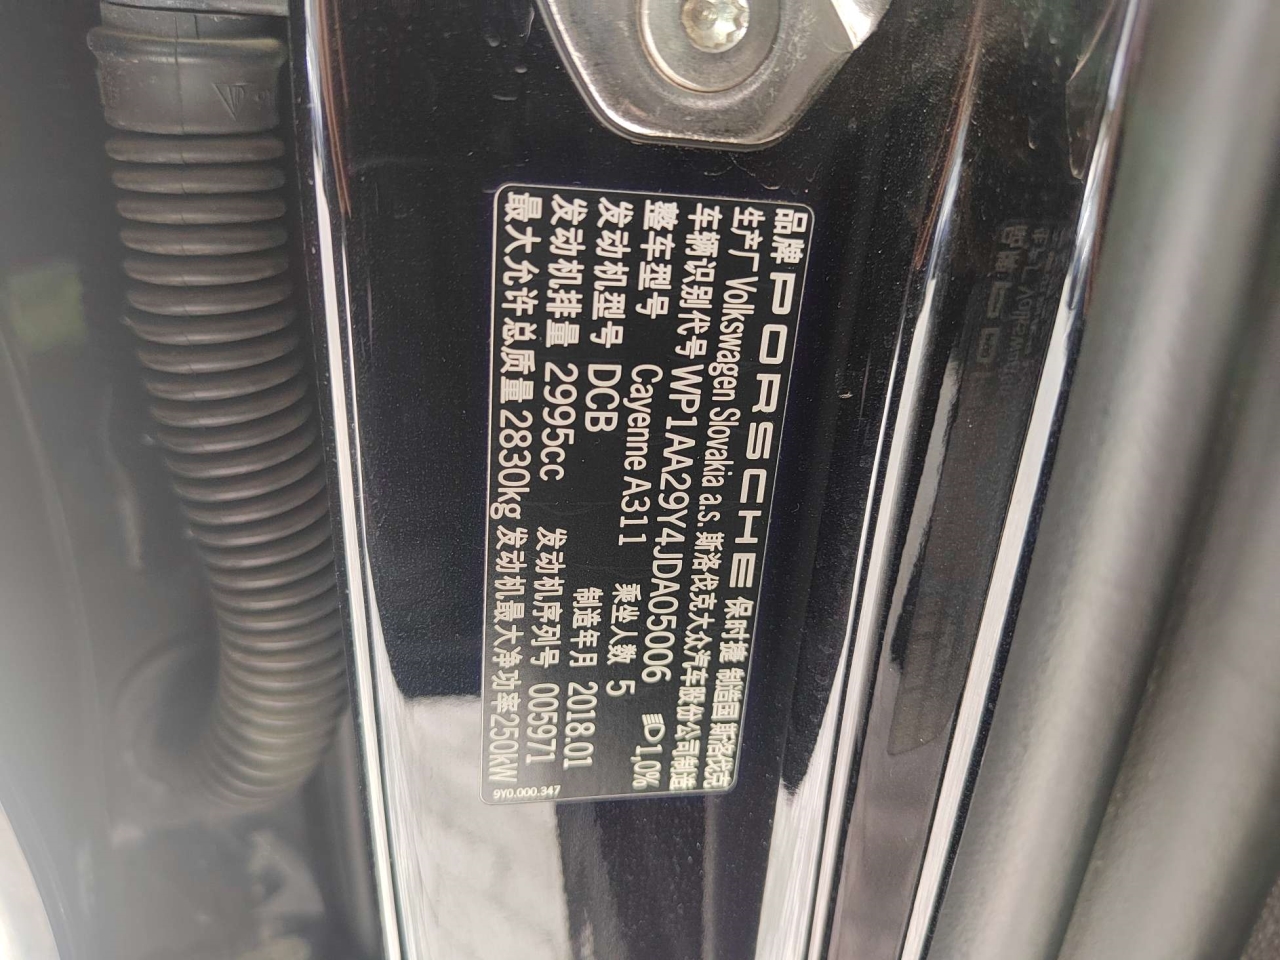 品牌 PORSCHE 保时捷 制造国 斯洛伐克
生产厂 Volkswagen Slovakia a.s. 斯洛伐克大众汽车股份公司制造
车辆识别代号 WP1AA29Y4JDA05006
整车型号 Cayenne A311 乘坐人数 5 1,0%
发动机型号 DCB 制造年月 2018.01
发动机排量 2995cc 发动机序列号 005971
最大允许总质量 2830kg 发动机最大净功率 250kW
9Y0.000.347